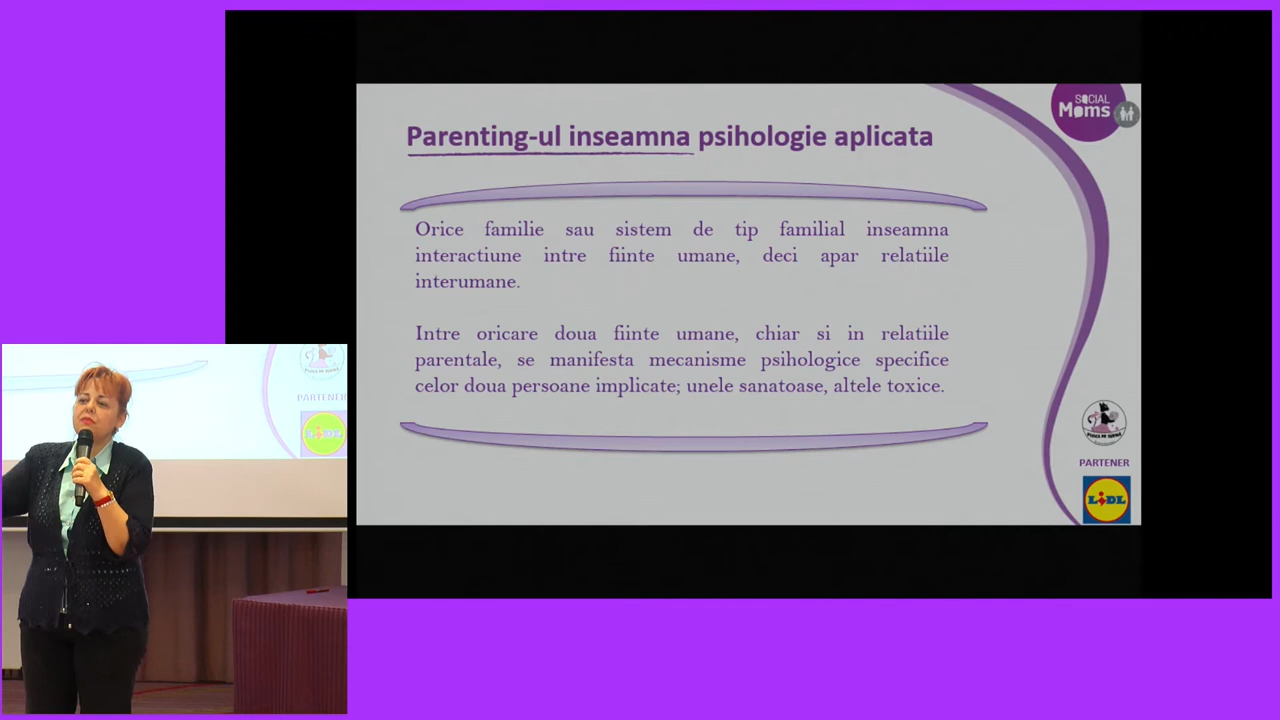 SOCIAL
Moms
Parenting-ul inseamna psihologie aplicata
Orice familie sau sistem de tip familial inseamna
interactiune intre fiinte umane, deci apar relatiile
interumane.
Intre oricare doua fiinte umane, chiar si in relatiile
parentale, se manifesta mecanisme psihologice specifice
celor doua persoane implicate; unele sanatoase, altele toxice.
PARTENER
LIDL
PARTENER
LIDL